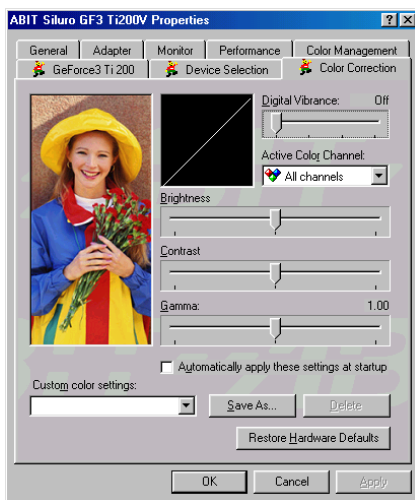 ABIT Siluro GF3 Ti200V Properties
General Adapter Monitor Performance Color Management
GeForce3 Ti 200 Device Selection Color Correction
Digital Vibrance: Off
Active Color Channel:
All channels
Brightness
Contrast
Gamma: 1.00
Automatically apply these settings at startup
Custom color settings:
Save As... Delete
Restore Hardware Defaults
OK Cancel Apply